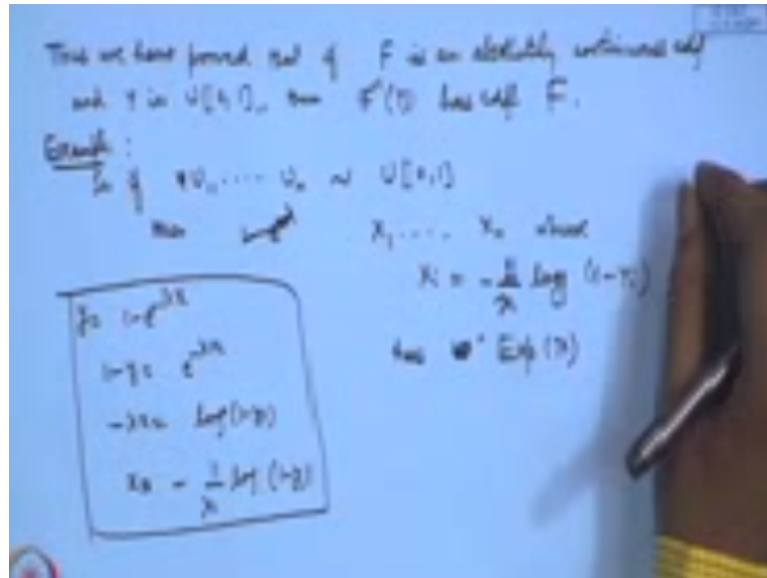 Thus we have proved that if F is an absolutely continuous cdf
and Y is U[0,1], then F⁻¹(Y) has cdf F.
Example:
So if U₁, ..... Uₙ ~ U[0,1]
then X₁ ..... Xₙ where
Xᵢ = -1/λ log (1-Yᵢ)
has Exp(λ)
y = 1-e^{-λx}
1-y = e^{-λx}
-λx = log(1-y)
x = -1/λ log (1-y)